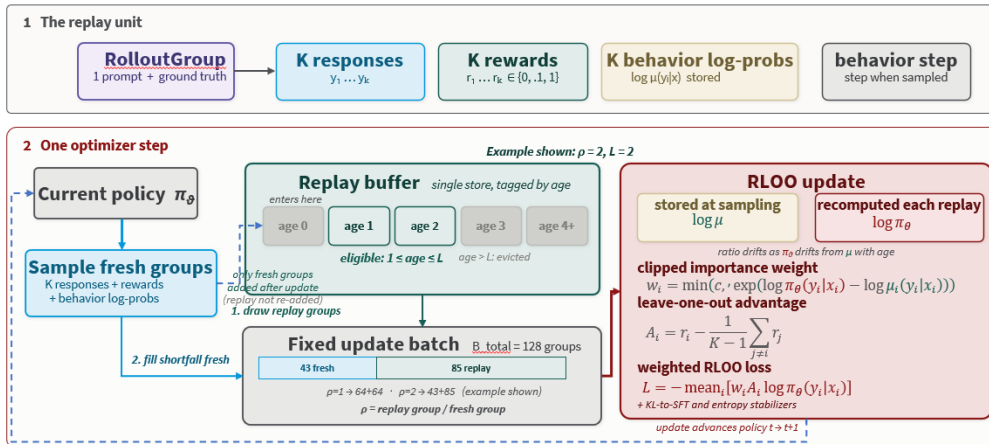 1 The replay unit
RolloutGroup
1 prompt + ground truth
K responses
y₁ … yₖ
K rewards
r₁ … rₖ ∈ {0, .1, 1}
K behavior log-probs
log μ(yᵢ|x) stored
behavior step
step when sampled
2 One optimizer step
Example shown: ρ = 2, L = 2
Current policy π_ϑ
Sample fresh groups
K responses + rewards
+ behavior log-probs
Replay buffer single store, tagged by age
enters here
age 0
age 1
age 2
age 3
age 4+
eligible: 1 ≤ age ≤ L
age > L: evicted
only fresh groups
added after update
(replay not re-added)
1. draw replay groups
2. fill shortfall fresh
Fixed update batch B_total = 128 groups
43 fresh
85 replay
ρ=1 → 64+64 · ρ=2 → 43+85 (example shown)
ρ = replay group / fresh group
RLOO update
stored at sampling
log μ
recomputed each replay
log π_θ
ratio drifts as π_θ drifts from μ with age
clipped importance weight
wᵢ = min(c, · exp(log π_θ(yᵢ|xᵢ) − log μᵢ(yᵢ|xᵢ)))
leave-one-out advantage
Aᵢ = rᵢ − 1/(K − 1) ∑_{j≠i} rⱼ
weighted RLOO loss
L = − meanᵢ[wᵢAᵢ log π_θ(yᵢ|xᵢ)]
+ KL-to-SFT and entropy stabilizers
update advances policy t → t+1